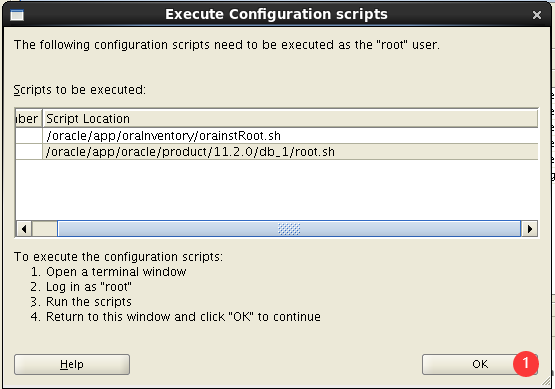 Execute Configuration scripts
The following configuration scripts need to be executed as the "root" user.
Scripts to be executed:
nber Script Location
/oracle/app/oraInventory/orainstRoot.sh
/oracle/app/oracle/product/11.2.0/db_1/root.sh
To execute the configuration scripts:
1. Open a terminal window
2. Log in as "root"
3. Run the scripts
4. Return to this window and click "OK" to continue
Help
OK 1